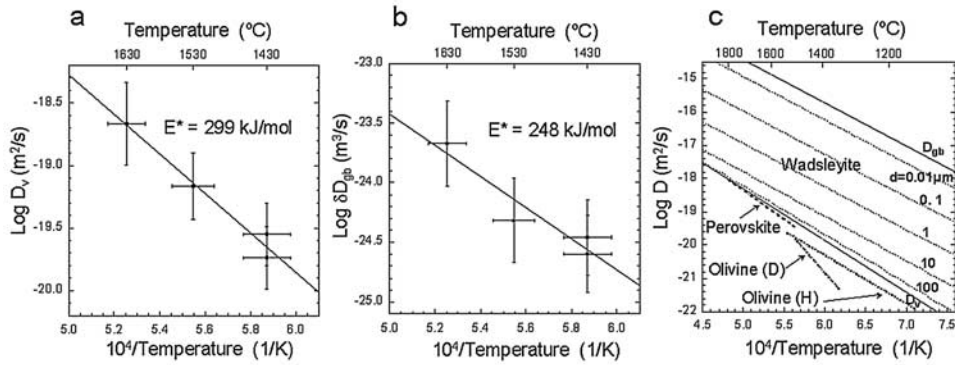 a
Temperature (ºC)
1630 1530 1430
-18.5
-19.0
-19.5
-20.0
Log Dv (m2/s)
E* = 299 kJ/mol
5.0 5.2 5.4 5.6 5.8 6.0
10⁴/Temperature (1/K)
b
Temperature (ºC)
1830 1530 1430
-23.0
-23.5
-24.0
-24.5
-25.0
Log δDgb (m3/s)
E* = 248 kJ/mol
5.0 5.2 5.4 5.6 5.8 6.0
10⁴/Temperature (1/K)
c
Temperature (ºC)
1800 1600 1400 1200
-15
-16
-17
-18
-19
-20
-21
-22
Log D (m2/s)
Dgb
Wadsleyite
d=0.01μm
0.1
1
10
100
Dv
Perovskite
Olivine (D)
Olivine (H)
4.5 5.0 5.5 6.0 6.5 7.0 7.5
10⁴/Temperature (1/K)